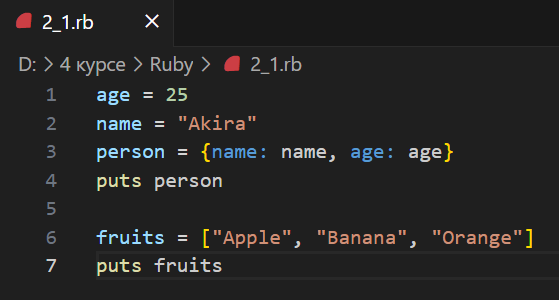 2_1.rb ×
D: > 4 курсе > Ruby > 2_1.rb
1 age = 25
2 name = "Akira"
3 person = {name: name, age: age}
4 puts person
5
6 fruits = ["Apple", "Banana", "Orange"]
7 puts fruits